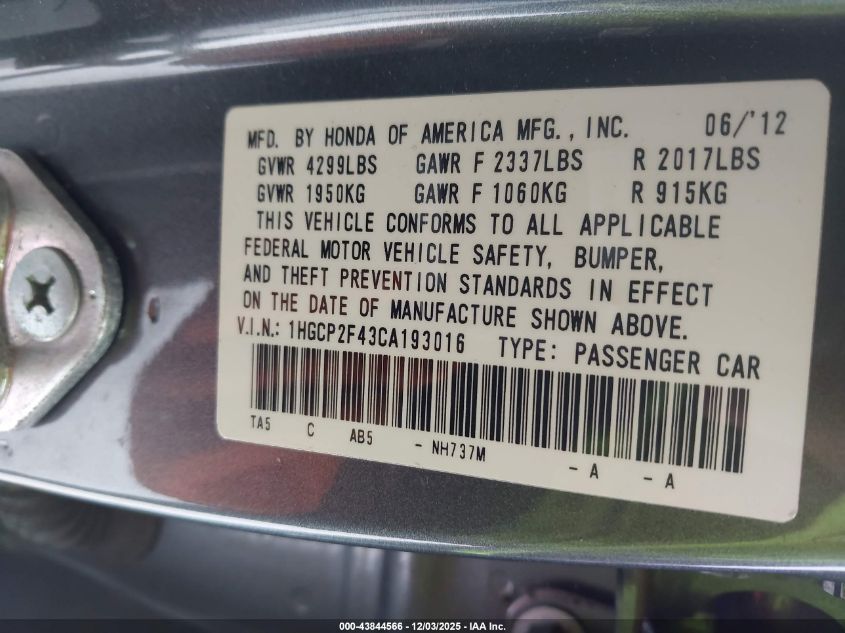 MFD. BY HONDA OF AMERICA MFG., INC. 06/'12
GVWR 4299LBS GAWR F 2337LBS R 2017LBS
GVWR 1950KG GAWR F 1060KG R 915KG
THIS VEHICLE CONFORMS TO ALL APPLICABLE
FEDERAL MOTOR VEHICLE SAFETY, BUMPER,
AND THEFT PREVENTION STANDARDS IN EFFECT
ON THE DATE OF MANUFACTURE SHOWN ABOVE.
V.I.N.: 1HGCP2F43CA193016 TYPE: PASSENGER CAR
TA5 C AB5 - NH737M - A - A
000-43844566 - 12/03/2025 - IAA Inc.